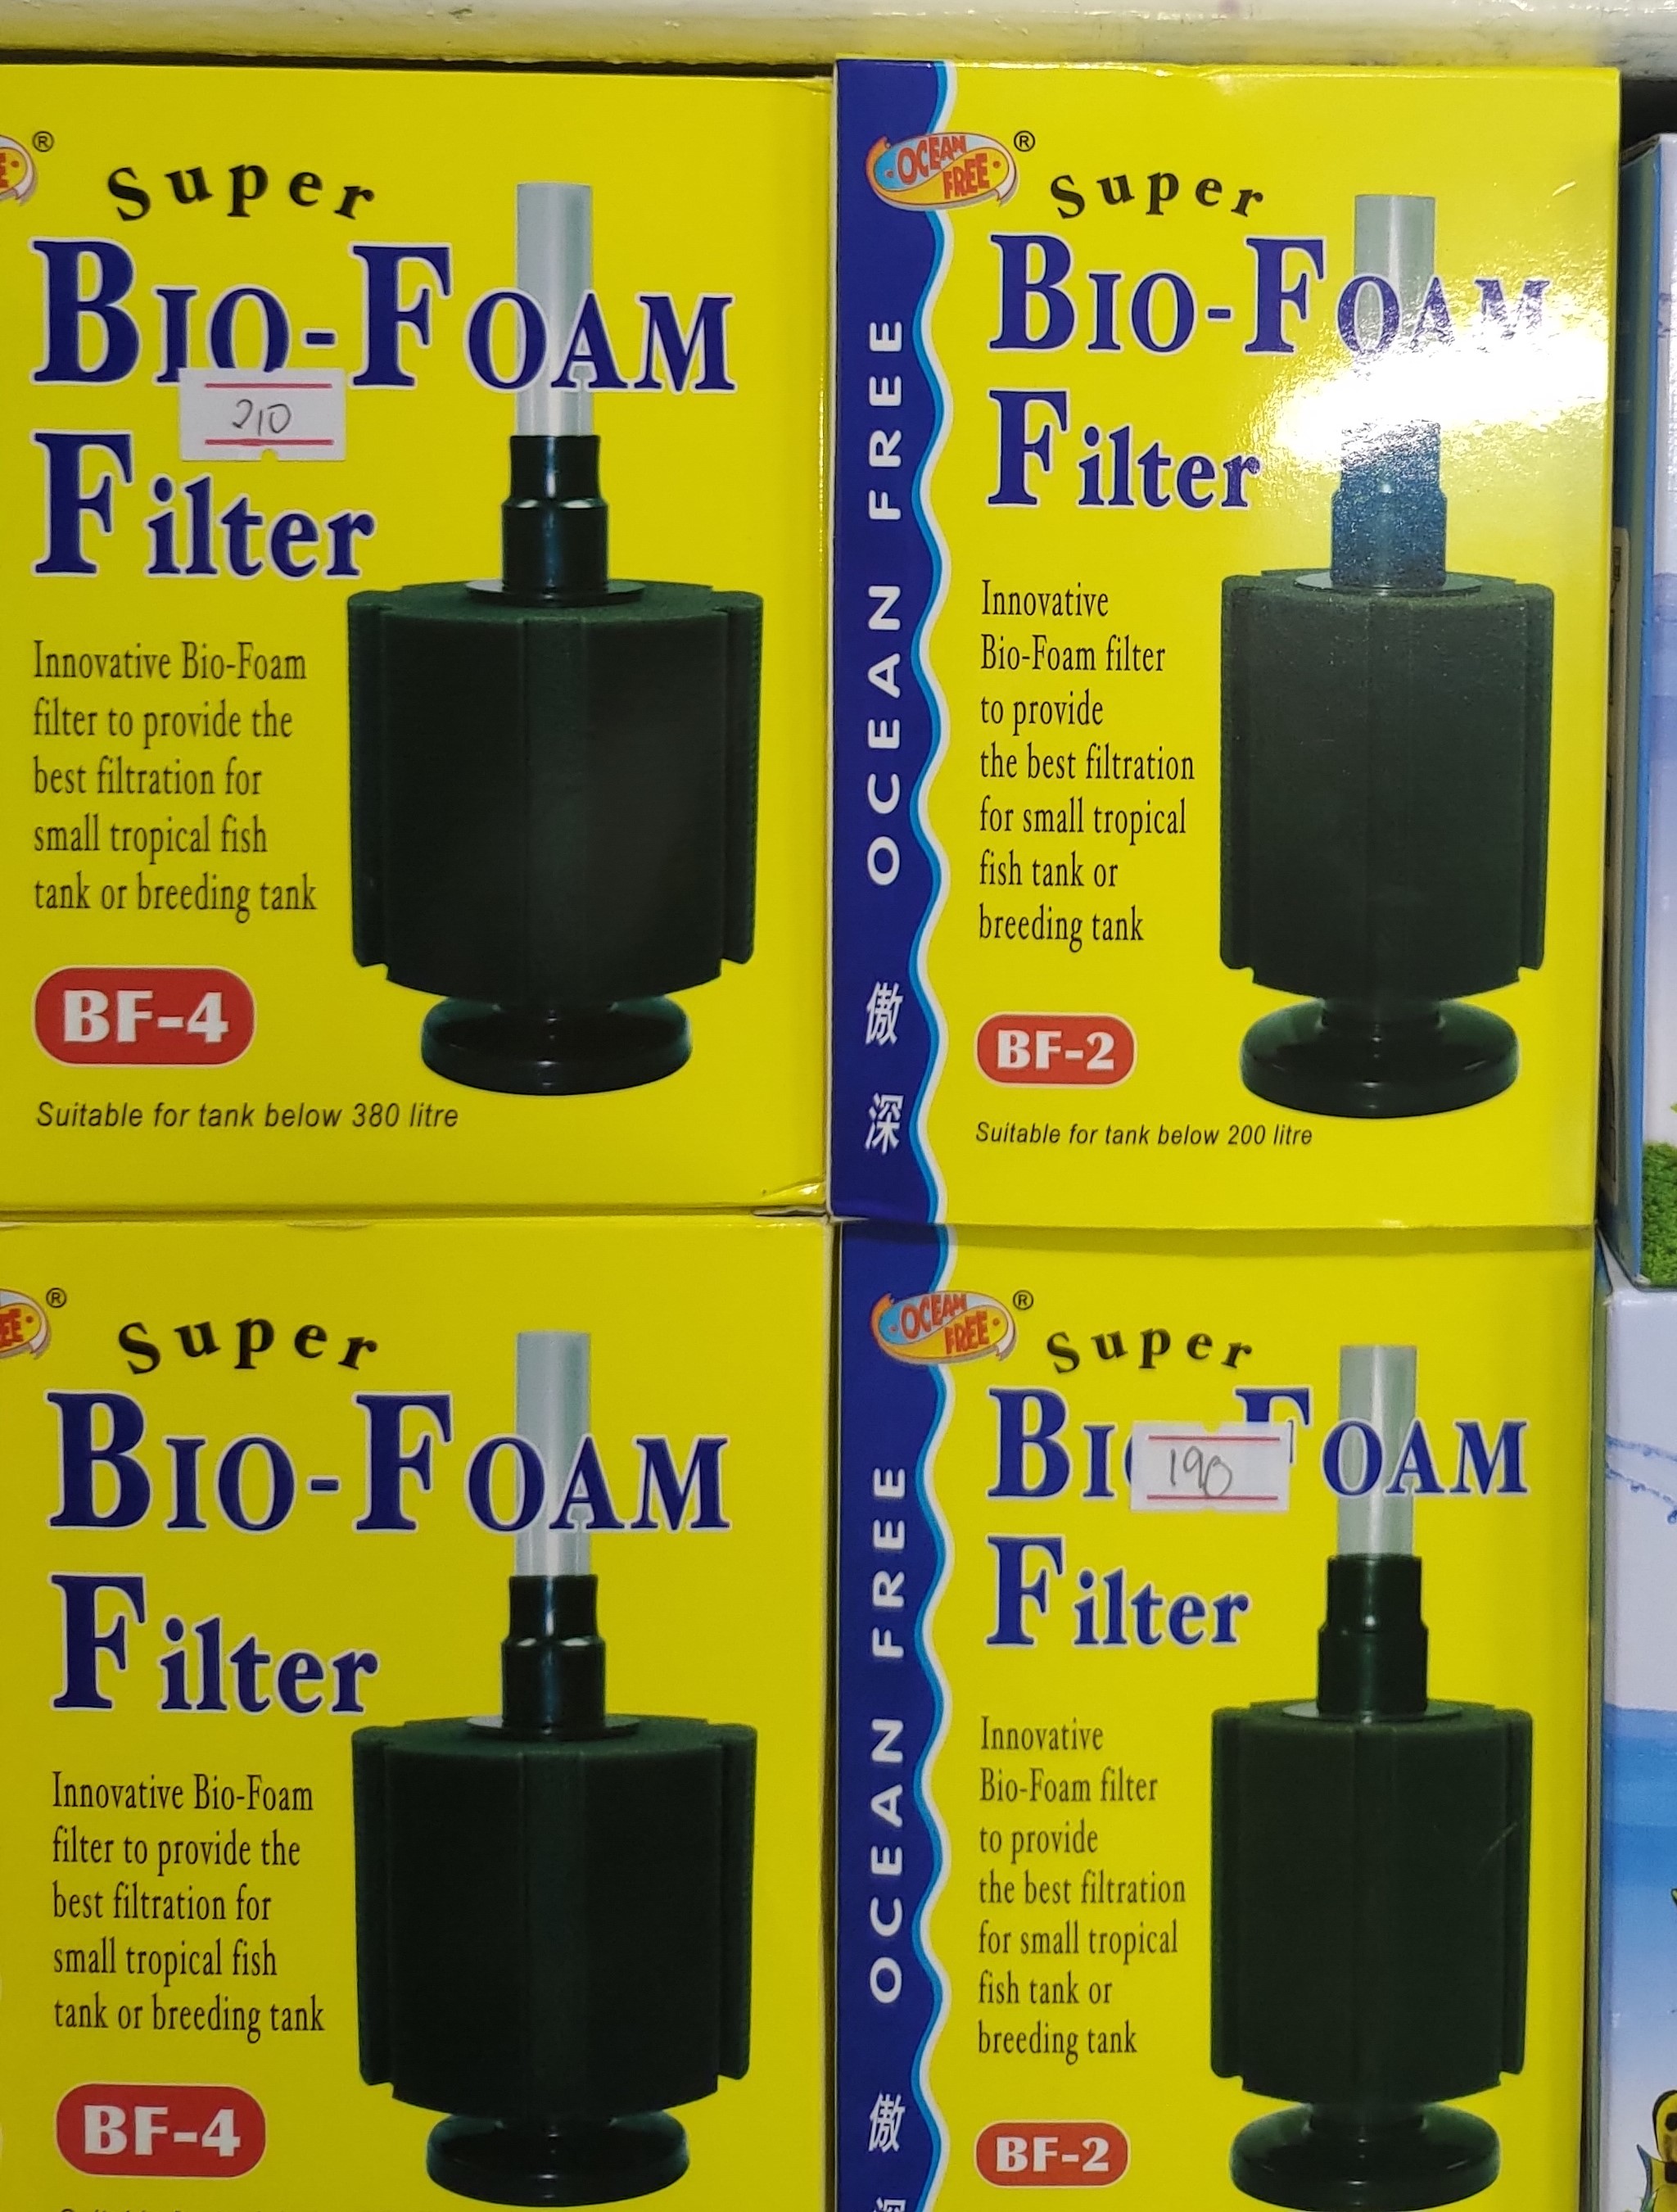 ®
Super
BIO-FOAM
210
Filter
Innovative Bio-Foam
filter to provide the
best filtration for
small tropical fish
tank or breeding tank
BF-4
Suitable for tank below 380 litre
OCEAN FREE ®
Super
BIO-FOAM
Filter
Innovative
Bio-Foam filter
to provide
the best filtration
for small tropical
fish tank or
breeding tank
BF-2
Suitable for tank below 200 litre
OCEAN FREE 傲深
®
Super
BIO-FOAM
Filter
Innovative Bio-Foam
filter to provide the
best filtration for
small tropical fish
tank or breeding tank
BF-4
OCEAN FREE ®
Super
BIO-FOAM
190
Filter
Innovative
Bio-Foam filter
to provide
the best filtration
for small tropical
fish tank or
breeding tank
BF-2
OCEAN FREE 傲